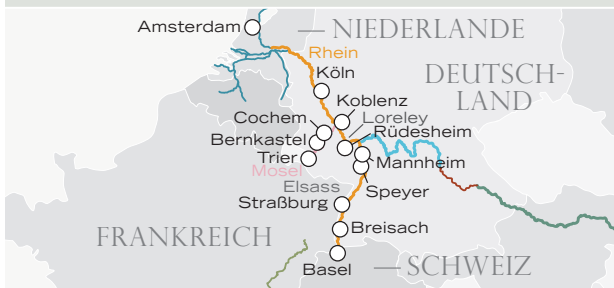 Amsterdam
NIEDERLANDE
Rhein
Köln
DEUTSCH-
LAND
Koblenz
Cochem
Loreley
Bernkastel
Rüdesheim
Trier
Mannheim
Mosel
Elsass
Speyer
Straßburg
FRANKREICH
Breisach
Basel
SCHWEIZ